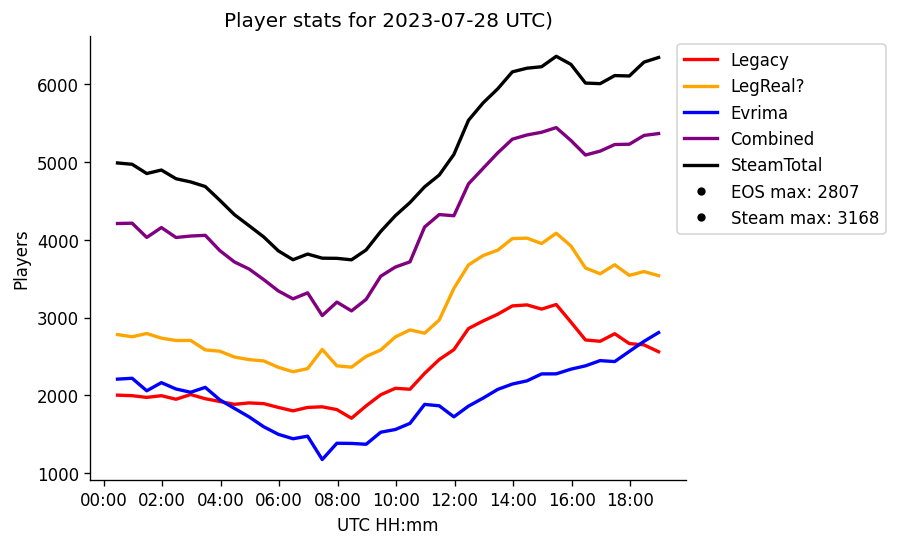 Player stats for 2023-07-28 UTC)
Legacy
LegReal?
Evrima
Combined
SteamTotal
EOS max: 2807
Steam max: 3168
Players
6000
5000
4000
3000
2000
1000
00:00 02:00 04:00 06:00 08:00 10:00 12:00 14:00 16:00 18:00
UTC HH:mm